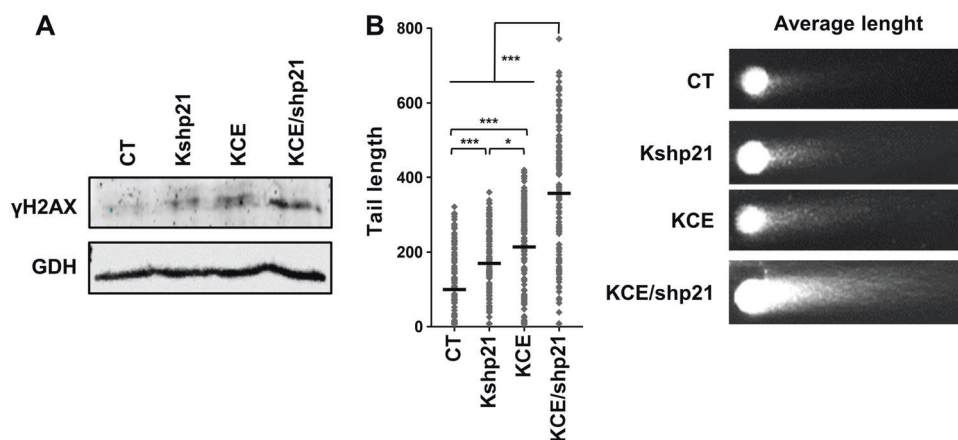 A
CT
Kshp21
KCE
KCE/shp21
γH2AX
GDH
B
800
600
400
200
0
Tail length
***
***
***
*
CT
Kshp21
KCE
KCE/shp21
Average lenght
CT
Kshp21
KCE
KCE/shp21